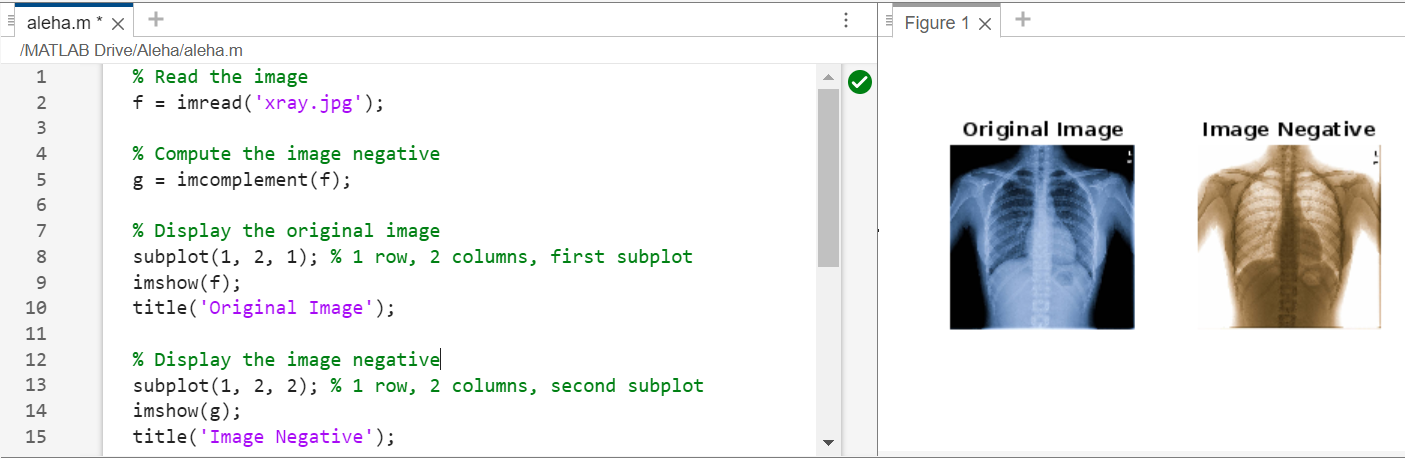 aleha.m *
/MATLAB Drive/Aleha/aleha.m
1 % Read the image
2 f = imread('xray.jpg');
3
4 % Compute the image negative
5 g = imcomplement(f);
6
7 % Display the original image
8 subplot(1, 2, 1); % 1 row, 2 columns, first subplot
9 imshow(f);
10 title('Original Image');
11
12 % Display the image negative
13 subplot(1, 2, 2); % 1 row, 2 columns, second subplot
14 imshow(g);
15 title('Image Negative');
Figure 1
Original Image
Image Negative